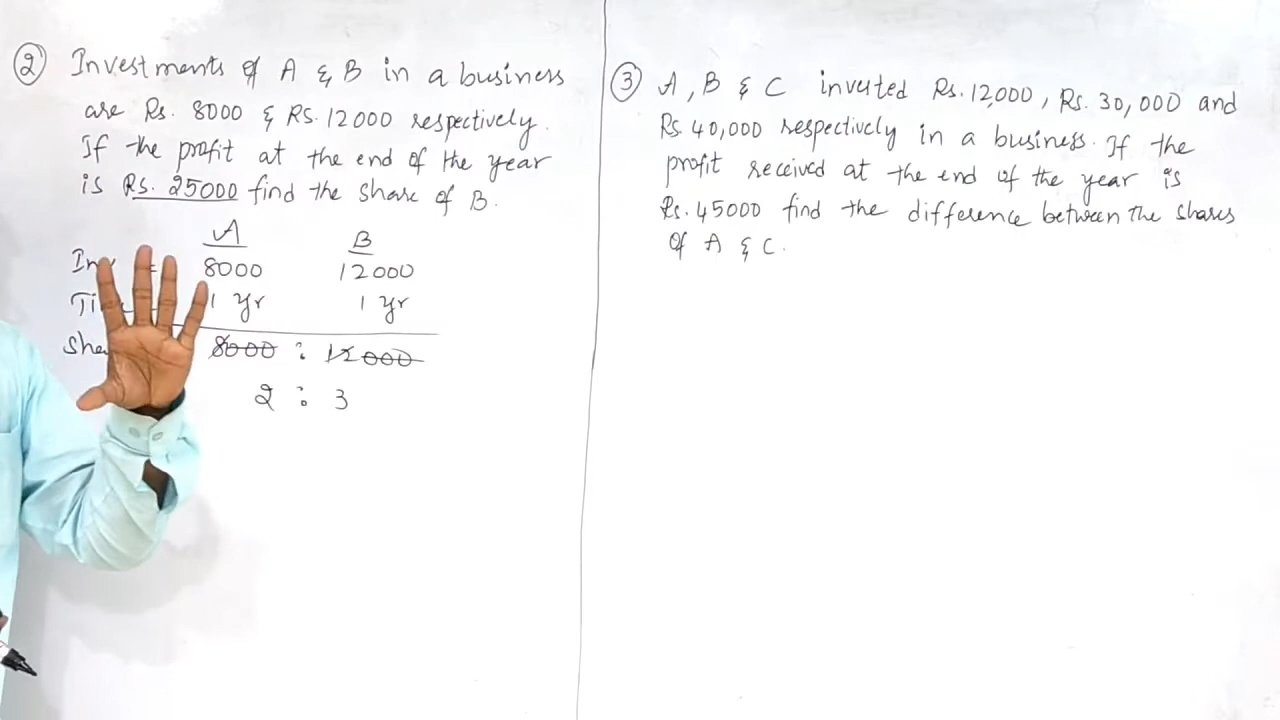 ② Investments of A & B in a business
are Rs. 8000 & RS. 12000 respectively.
If the profit at the end of the year
is Rs. 25000 find the share of B.
A B
8000 12000
1 Yr 1 yr
8000 : 12000
2 : 3
③ A, B & C invested Rs. 12,000, Rs. 30,000 and
Rs. 40,000 respectively in a business. If the
profit received at the end of the year is
Rs. 45000 find the difference between the shares
of A & C.